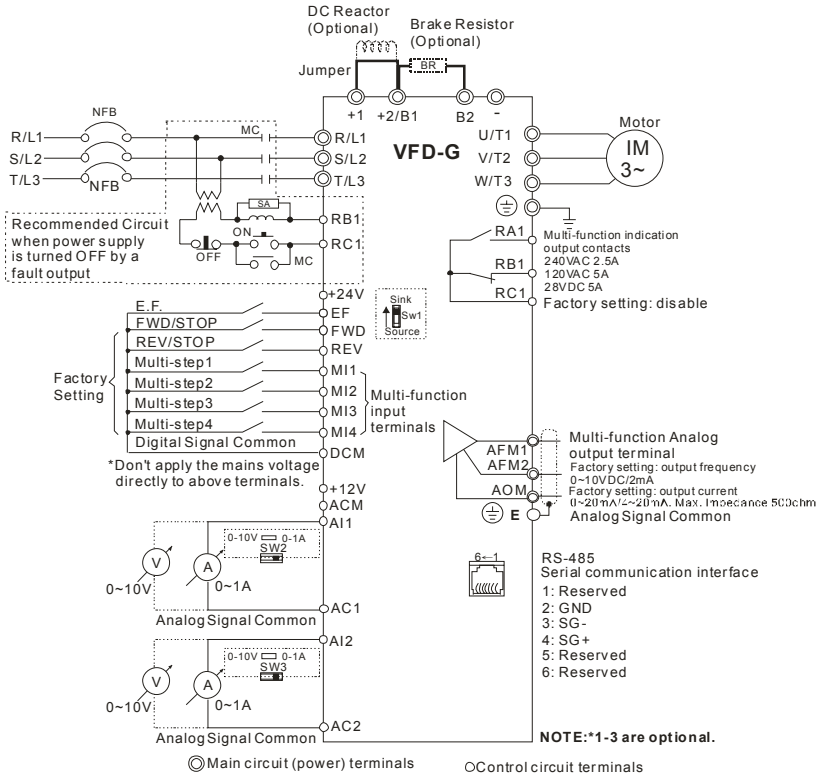 DC Reactor
(Optional)
Brake Resistor
(Optional)
BR
Jumper
+1
+2/B1
B2
-
NFB
MC
R/L1
S/L2
T/L3
NFB
R/L1
S/L2
T/L3
VFD-G
U/T1
V/T2
W/T3
Motor
IM
3~
SA
RB1
RC1
ON
OFF
MC
Recommended Circuit
when power supply
is turned OFF by a
fault output
RA1
RB1
RC1
Multi-function indication
output contacts
240VAC 2.5A
120VAC 5A
28VDC 5A
Factory setting: disable
+24V
E.F.
EF
FWD/STOP
FWD
REV/STOP
REV
Multi-step1
MI1
Multi-step2
MI2
Multi-step3
MI3
Multi-step4
MI4
Digital Signal Common
DCM
Factory
Setting
Multi-function
input
terminals
Sink
Sw1
Source
*Don't apply the mains voltage
directly to above terminals.
+12V
ACM
AI1
0-10V 0-1A
SW2
V
A
0~10V
0~1A
AC1
Analog Signal Common
AI2
0-10V 0-1A
SW3
V
A
0~10V
0~1A
AC2
Analog Signal Common
AFM1
AFM2
AOM
E
Multi-function Analog
output terminal
Factory setting: output frequency
0~10VDC/2mA
Factory setting: output current
0~20mA/4~20mA. Max. Impedance 500ohm
Analog Signal Common
6←1
RS-485
Serial communication interface
1: Reserved
2: GND
3: SG-
4: SG+
5: Reserved
6: Reserved
NOTE:*1-3 are optional.
Main circuit (power) terminals
Control circuit terminals